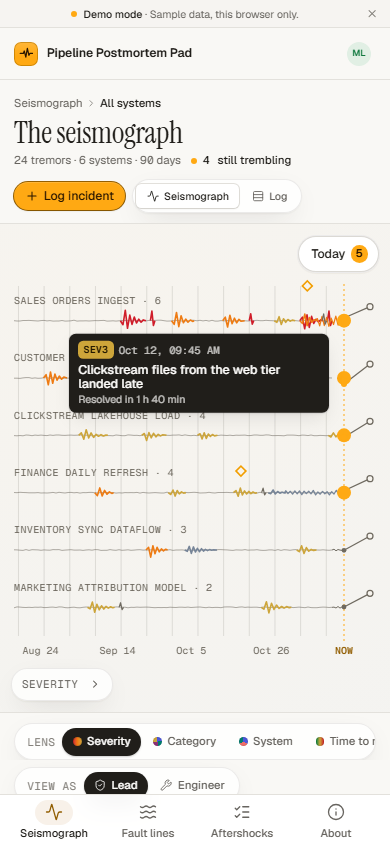 Demo mode · Sample data, this browser only.
Pipeline Postmortem Pad
ML
Seismograph > All systems
The seismograph
24 tremors · 6 systems · 90 days 4 still trembling
+ Log incident
Seismograph
Log
Today 5
SALES ORDERS INGEST · 6
CUSTOMER
SEV3 Oct 12, 09:45 AM
Clickstream files from the web tier
landed late
Resolved in 1 h 40 min
CLICKSTREAM LAKEHOUSE LOAD · 4
FINANCE DAILY REFRESH · 4
INVENTORY SYNC DATAFLOW · 3
MARKETING ATTRIBUTION MODEL · 2
Aug 24 Sep 14 Oct 5 Oct 26 NOW
SEVERITY
LENS Severity Category System Time to r
VIEW AS Lead Engineer
Seismograph Fault lines Aftershocks About